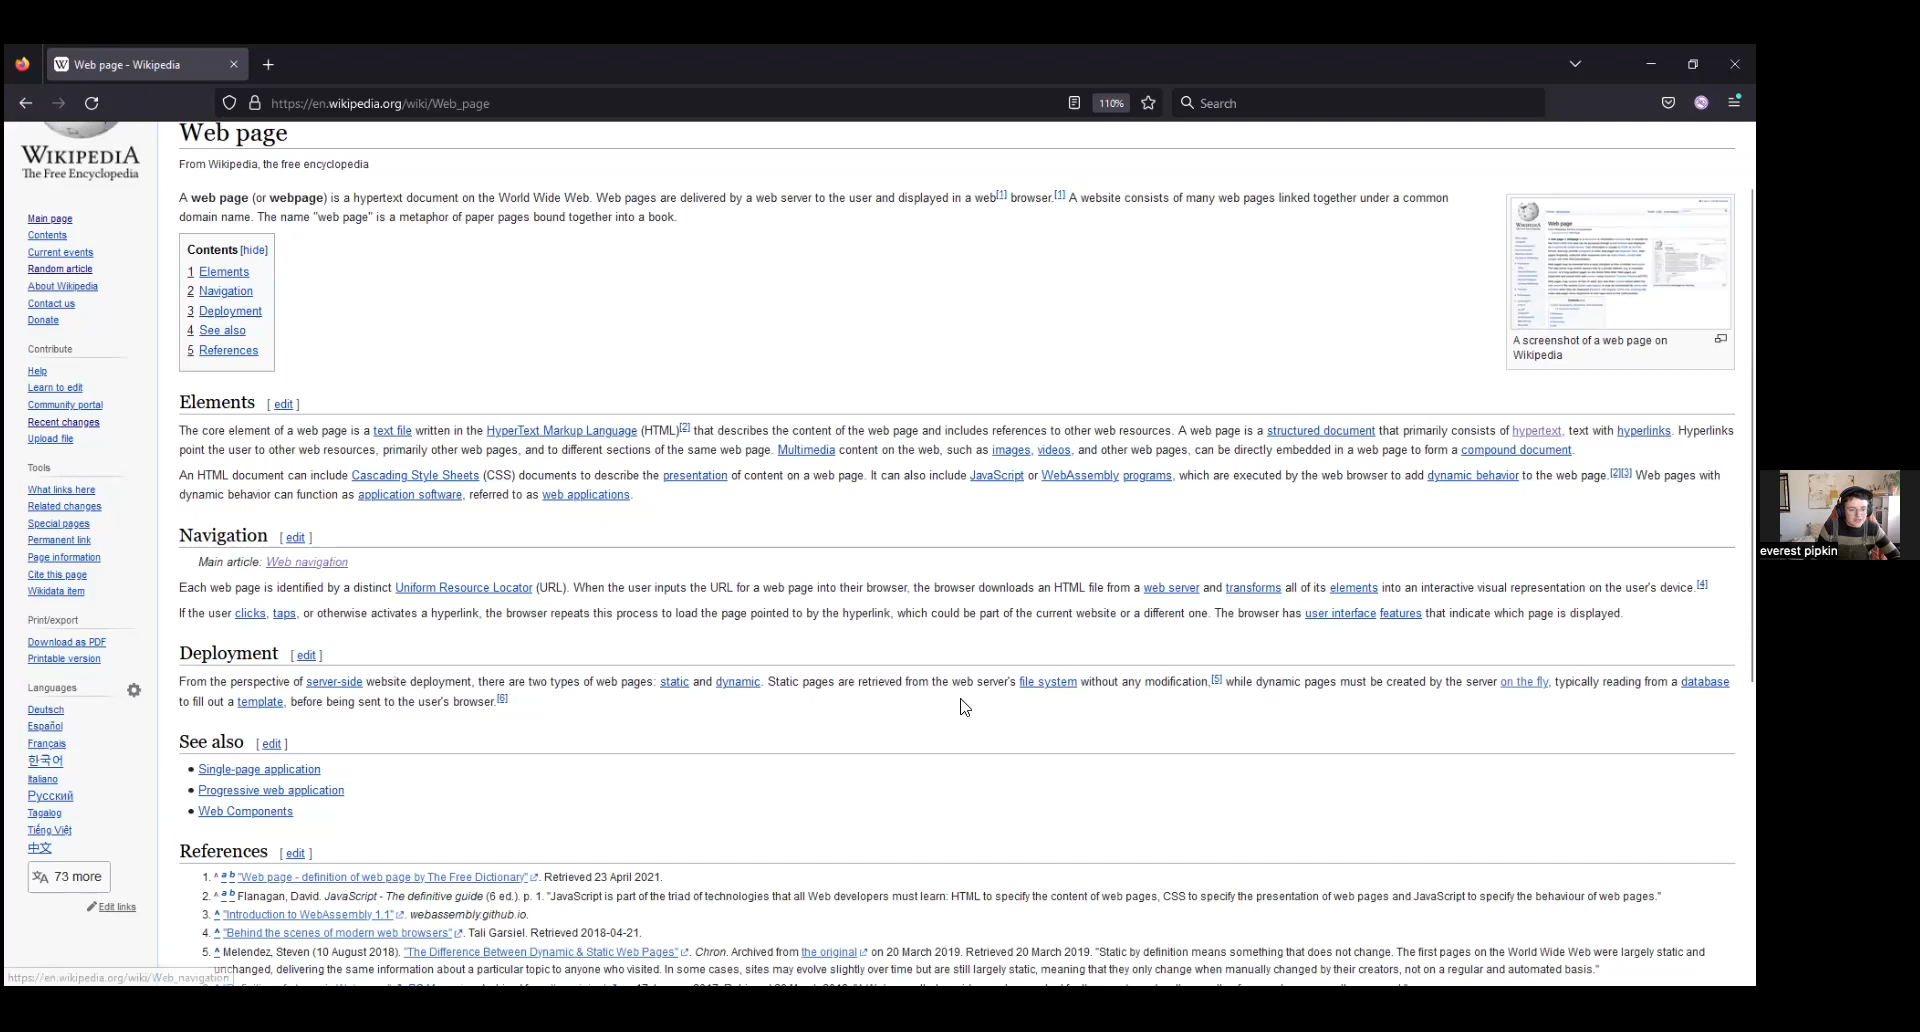 Web page - Wikipedia
https://en.wikipedia.org/wiki/Web_page
110%
Search
WIKIPEDIA
The Free Encyclopedia
Main page
Contents
Current events
Random article
About Wikipedia
Contact us
Donate
Contribute
Help
Learn to edit
Community portal
Recent changes
Upload file
Tools
What links here
Related changes
Special pages
Permanent link
Page information
Cite this page
Wikidata item
Print/export
Download as PDF
Printable version
Languages
Deutsch
Español
Français
한국어
Italiano
Русский
Tagalog
Tiếng Việt
中文
73 more
Edit links
Web page
From Wikipedia, the free encyclopedia
A web page (or webpage) is a hypertext document on the World Wide Web. Web pages are delivered by a web server to the user and displayed in a web[1] browser.[1] A website consists of many web pages linked together under a common
domain name. The name "web page" is a metaphor of paper pages bound together into a book.
Contents [hide]
1 Elements
2 Navigation
3 Deployment
4 See also
5 References
A screenshot of a web page on
Wikipedia
Elements [ edit ]
The core element of a web page is a text file written in the HyperText Markup Language (HTML)[2] that describes the content of the web page and includes references to other web resources. A web page is a structured document that primarily consists of hypertext, text with hyperlinks. Hyperlinks
point the user to other web resources, primarily other web pages, and to different sections of the same web page. Multimedia content on the web, such as images, videos, and other web pages, can be directly embedded in a web page to form a compound document.
An HTML document can include Cascading Style Sheets (CSS) documents to describe the presentation of content on a web page. It can also include JavaScript or WebAssembly programs, which are executed by the web browser to add dynamic behavior to the web page.[2][3] Web pages with
dynamic behavior can function as application software, referred to as web applications.
Navigation [ edit ]
Main article: Web navigation
Each web page is identified by a distinct Uniform Resource Locator (URL). When the user inputs the URL for a web page into their browser, the browser downloads an HTML file from a web server and transforms all of its elements into an interactive visual representation on the user's device.[4]
If the user clicks, taps, or otherwise activates a hyperlink, the browser repeats this process to load the page pointed to by the hyperlink, which could be part of the current website or a different one. The browser has user interface features that indicate which page is displayed.
Deployment [ edit ]
From the perspective of server-side website deployment, there are two types of web pages: static and dynamic. Static pages are retrieved from the web server's file system without any modification,[5] while dynamic pages must be created by the server on the fly, typically reading from a database
to fill out a template, before being sent to the user's browser.[6]
See also [ edit ]
• Single-page application
• Progressive web application
• Web Components
References [ edit ]
1. ^ a b "Web page - definition of web page by The Free Dictionary". Retrieved 23 April 2021.
2. ^ a b Flanagan, David. JavaScript - The definitive guide (6 ed.). p. 1. "JavaScript is part of the triad of technologies that all Web developers must learn: HTML to specify the content of web pages, CSS to specify the presentation of web pages and JavaScript to specify the behaviour of web pages."
3. ^ "Introduction to WebAssembly 1.1". webassembly.github.io.
4. ^ "Behind the scenes of modern web browsers". Tali Garsiel. Retrieved 2018-04-21.
5. ^ Melendez, Steven (10 August 2018). "The Difference Between Dynamic & Static Web Pages". Chron. Archived from the original on 20 March 2019. Retrieved 20 March 2019. "Static by definition means something that does not change. The first pages on the World Wide Web were largely static and
unchanged, delivering the same information about a particular topic to anyone who visited. In some cases, sites may evolve slightly over time but are still largely static, meaning that they only change when manually changed by their creators, not on a regular and automated basis."
https://en.wikipedia.org/wiki/Web_navigation
everest pipkin